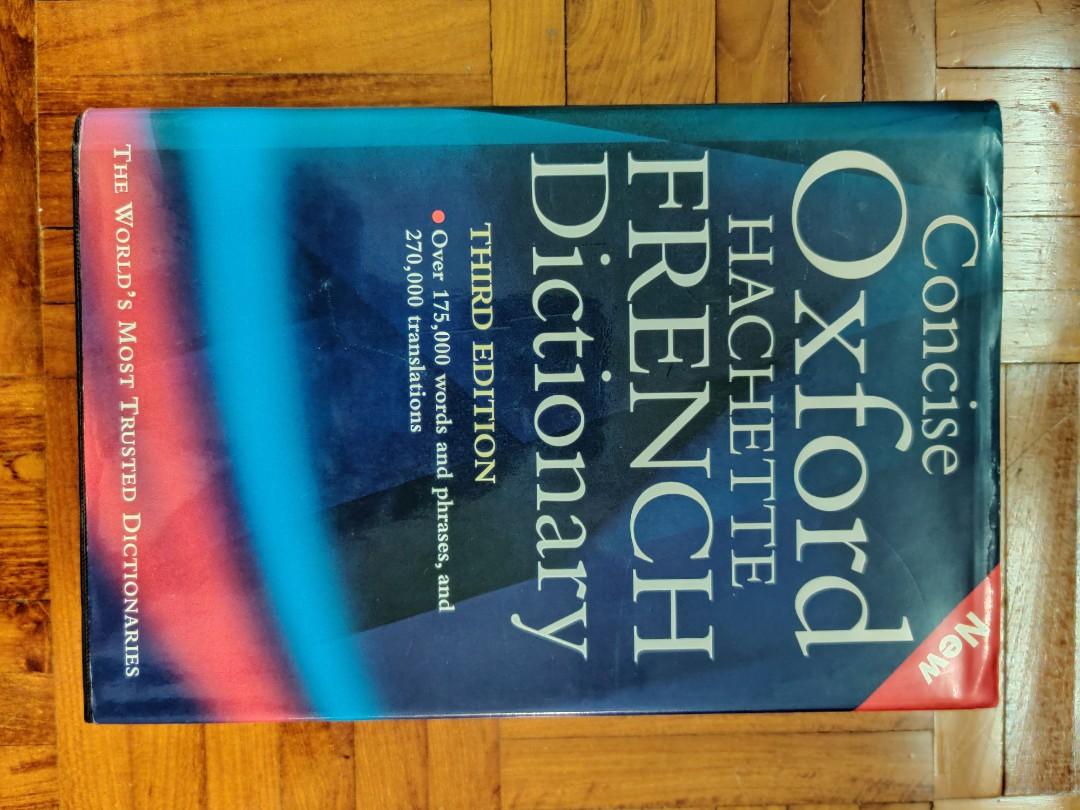 Concise
Oxford
HACHETTE
FRENCH
Dictionary
New
THIRD EDITION
Over 175,000 words and phrases, and
270,000 translations
THE WORLD'S MOST TRUSTED DICTIONARIES